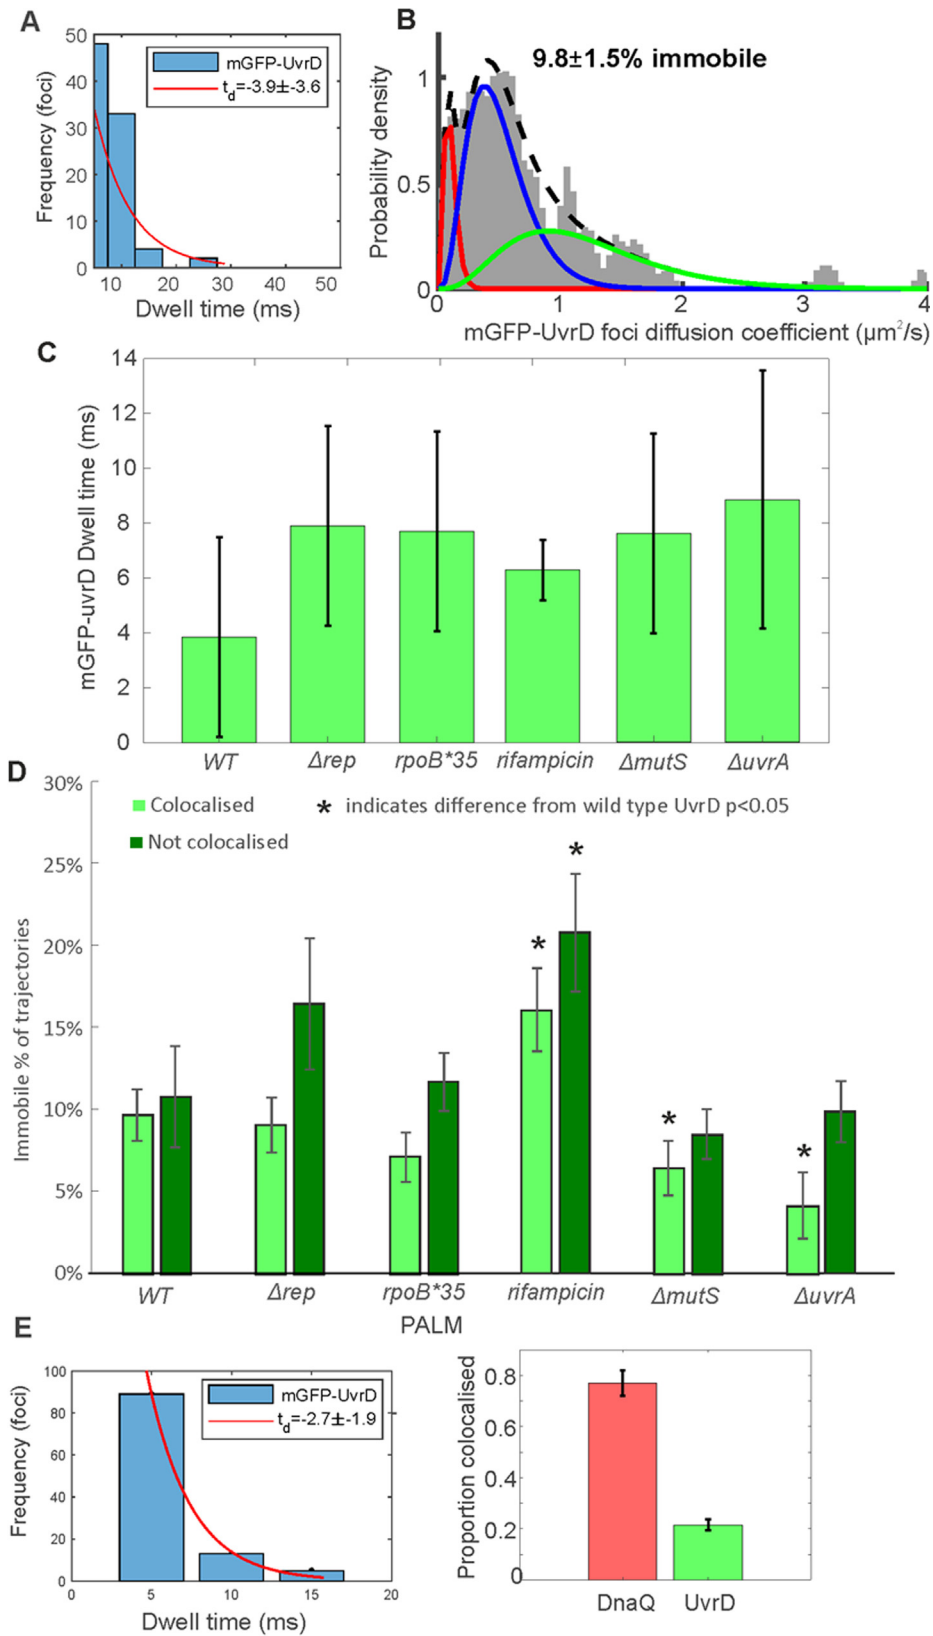 A
50
40
30
20
10
0
Frequency (foci)
mGFP-UvrD
t_d=-3.9±-3.6
10 20 30 40 50
Dwell time (ms)
B
9.8±1.5% immobile
1
0.5
0
Probability density
0 1 2 3 4
mGFP-UvrD foci diffusion coefficient (µm²/s)
C
14
12
10
8
6
4
2
0
mGFP-uvrD Dwell time (ms)
WT Δrep rpoB*35 rifampicin ΔmutS ΔuvrA
D
30%
25%
20%
15%
10%
5%
0%
Immobile % of trajectories
Colocalised
* indicates difference from wild type UvrD p<0.05
Not colocalised
*
*
*
*
WT Δrep rpoB*35 rifampicin ΔmutS ΔuvrA
PALM
E
100
80
60
40
20
0
Frequency (foci)
mGFP-UvrD
t_d=-2.7±-1.9
0 5 10 15 20
Dwell time (ms)
0.8
0.6
0.4
0.2
0
Proportion colocalised
DnaQ UvrD